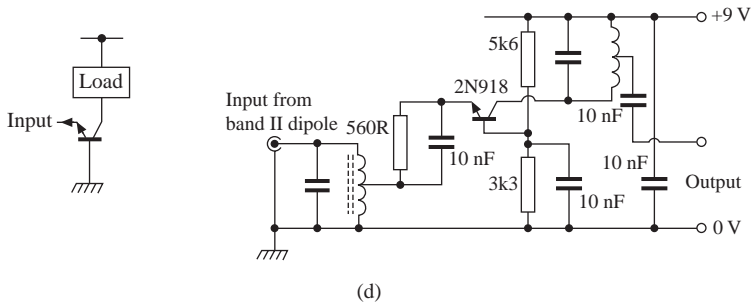 Load
Input
Input from
band II dipole
560R
10 nF
2N918
5k6
3k3
10 nF
10 nF
10 nF
+9 V
Output
0 V
(d)